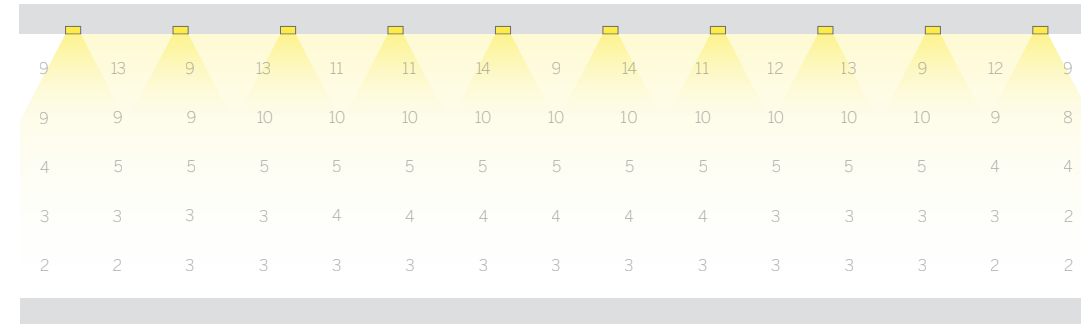 9 13 9 13 11 11 14 9 14 11 12 13 9 12 9
9 9 9 10 10 10 10 10 10 10 10 10 10 9 8
4 5 5 5 5 5 5 5 5 5 5 5 5 4 4
3 3 3 3 4 4 4 4 4 4 3 3 3 3 2
2 2 3 3 3 3 3 3 3 3 3 3 3 2 2